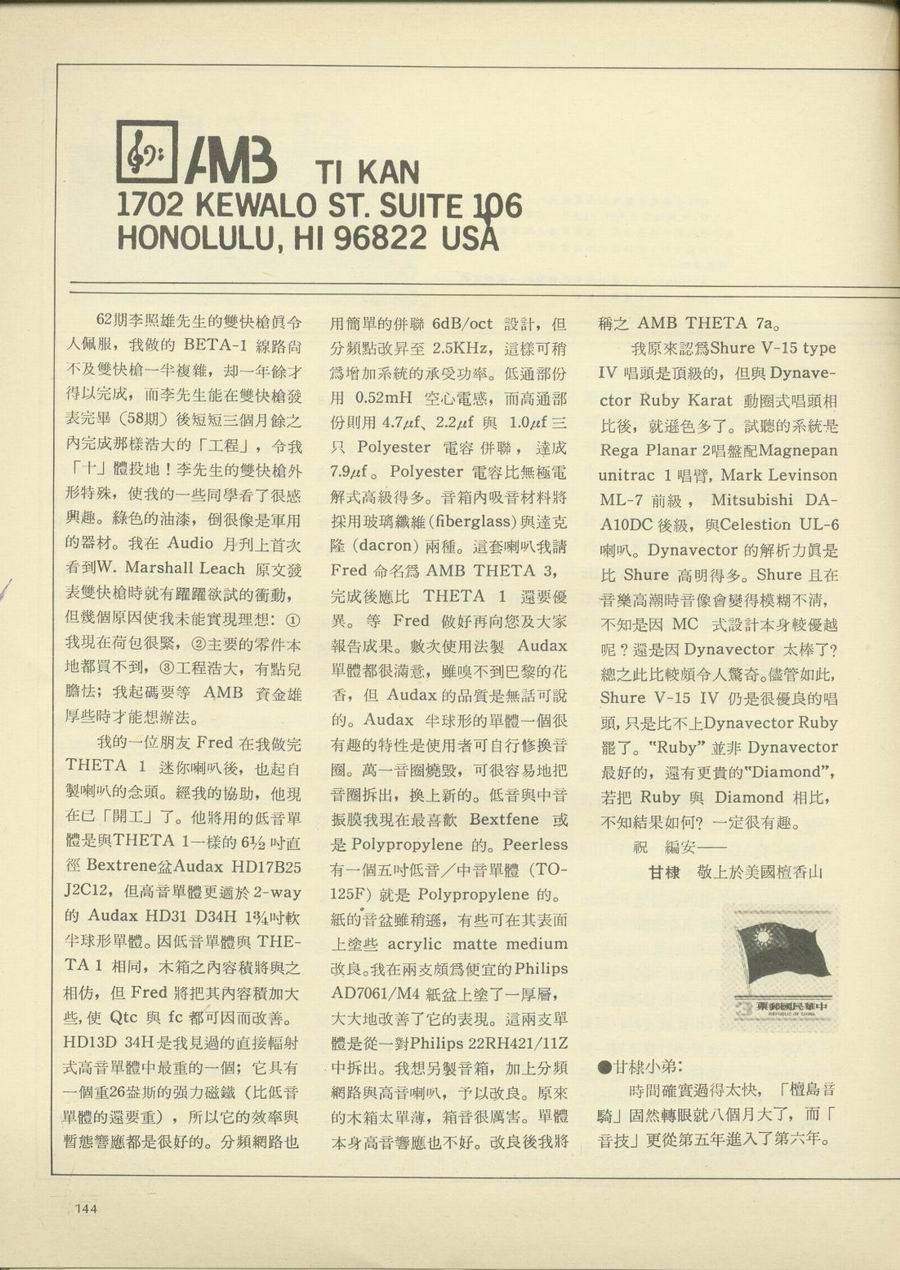 AMB TI KAN
1702 KEWALO ST. SUITE 106
HONOLULU, HI 96822 USA
62期李照雄先生的雙快槍眞令
人佩服，我做的 BETA-1 線路尙
不及雙快槍一半複雜，却一年餘才
得以完成，而李先生能在雙快槍發
表完畢（58期）後短短三個月餘之
內完成那樣浩大的「工程」，令我
「十」體投地！李先生的雙快槍外
形特殊，使我的一些同學看了很感
興趣。綠色的油漆，倒很像是軍用
的器材。我在 Audio 月刊上首次
看到W. Marshall Leach 原文發
表雙快槍時就有躍躍欲試的衝動，
但幾個原因使我未能實現理想：①
我現在荷包很緊，②主要的零件本
地都買不到，③工程浩大，有點兒
膽怯；我起碼要等 AMB 資金雄
厚些時才能想辦法。
我的一位朋友 Fred 在我做完
THETA 1 迷你喇叭後，也起自
製喇叭的念頭。經我的協助，他現
在已「開工」了。他將用的低音單
體是與THETA 1一樣的 6½ 吋直
徑 Bextrene盆Audax HD17B25
J2C12，但高音單體更適於 2-way
的 Audax HD31 D34H 1¾吋軟
半球形單體。因低音單體與 THE-
TA 1 相同，木箱之內容積將與之
相仿，但 Fred 將把其內容積加大
些，使 Qtc 與 fc 都可因而改善。
HD13D 34H是我見過的直接輻射
式高音單體中最重的一個；它具有
一個重26盎斯的强力磁鐵（比低音
單體的還要重），所以它的效率與
暫態響應都是很好的。分頻網路也
用簡單的併聯 6dB/oct 設計，但
分頻點改昇至 2.5KHz，這樣可稍
爲增加系統的承受功率。低通部份
用 0.52mH 空心電感，而高通部
份則用 4.7μf、2.2μf 與 1.0μf 三
只 Polyester 電容併聯，達成
7.9μf。Polyester 電容比無極電
解式高級得多。音箱內吸音材料將
採用玻璃纖維(fiberglass)與達克
隆 (dacron) 兩種。這套喇叭我請
Fred 命名爲 AMB THETA 3，
完成後應比 THETA 1 還要優
異。等 Fred 做好再向您及大家
報告成果。數次使用法製 Audax
單體都很滿意，雖嗅不到巴黎的花
香，但 Audax 的品質是無話可說
的。Audax 半球形的單體一個很
有趣的特性是使用者可自行修換音
圈。萬一音圈燒毀，可很容易地把
音圈拆出，換上新的。低音與中音
振膜我現在最喜歡 Bextfene 或
是 Polypropylene 的。Peerless
有一個五吋低音／中音單體（TO-
125F) 就是 Polypropylene 的。
紙的音盆雖稍遜，有些可在其表面
上塗些 acrylic matte medium
改良。我在兩支頗爲便宜的Philips
AD7061/M4 紙盆上塗了一厚層，
大大地改善了它的表現。這兩支單
體是從一對Philips 22RH421/11Z
中拆出。我想另製音箱，加上分頻
網路與高音喇叭，予以改良。原來
的木箱太單薄，箱音很厲害。單體
本身高音響應也不好。改良後我將
稱之 AMB THETA 7a。
我原來認爲Shure V-15 type
IV 唱頭是頂級的，但與 Dynave-
ctor Ruby Karat 動圈式唱頭相
比後，就遜色多了。試聽的系統是
Rega Planar 2唱盤配Magnepan
unitrac 1 唱臂，Mark Levinson
ML-7 前級， Mitsubishi DA-
A10DC 後級，與Celestion UL-6
喇叭。Dynavector 的解析力眞是
比 Shure 高明得多。Shure 且在
音樂高潮時音像會變得模糊不清，
不知是因 MC 式設計本身較優越
呢？還是因 Dynavector 太棒了？
總之此比較頗令人驚奇。儘管如此，
Shure V-15 IV 仍是很優良的唱
頭，只是比不上Dynavector Ruby
罷了。"Ruby" 並非 Dynavector
最好的，還有更貴的"Diamond"，
若把 Ruby 與 Diamond 相比，
不知結果如何？一定很有趣。
祝 編安——
甘棣 敬上於美國檀香山
3 票郵國民華中
REPUBLIC OF CHINA
●甘棣小弟：
時間確實過得太快，「檀島音
騎」固然轉眼就八個月大了，而「
音技」更從第五年進入了第六年。
144